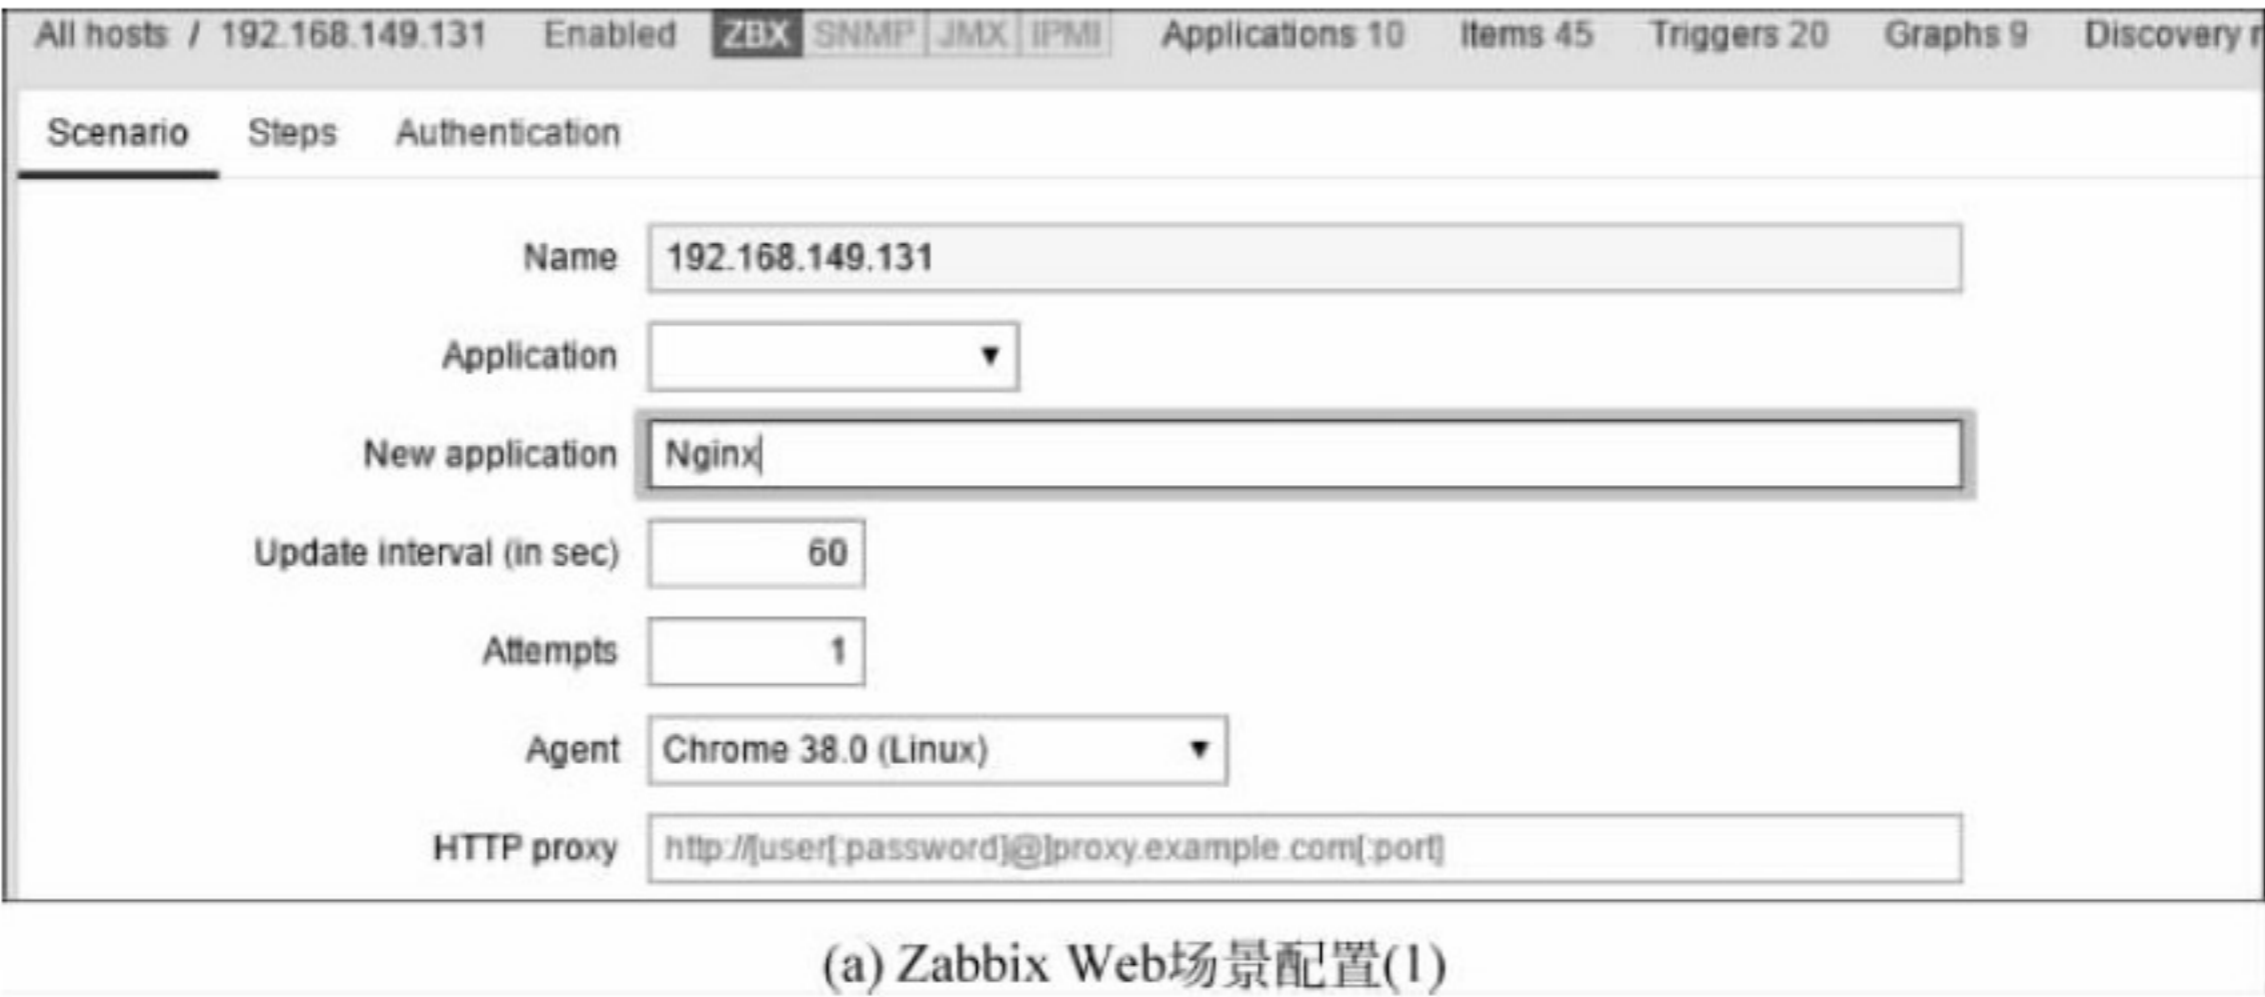 All hosts / 192.168.149.131 Enabled ZBX SNMP JMX IPMI Applications 10 Items 45 Triggers 20 Graphs 9 Discovery r
Scenario Steps Authentication
Name 192.168.149.131
Application
New application Nginx
Update interval (in sec) 60
Attempts 1
Agent Chrome 38.0 (Linux)
HTTP proxy http://[user[:password]@]proxy.example.com[:port]
(a) Zabbix Web场景配置(1)